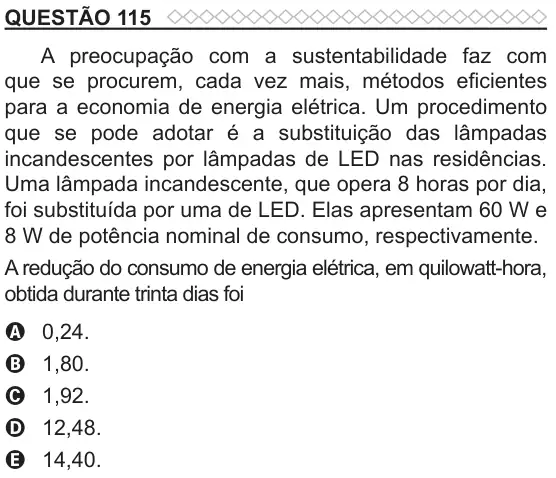 QUESTÃO 115
A preocupação com a sustentabilidade faz com
que se procurem, cada vez mais, métodos eficientes
para a economia de energia elétrica. Um procedimento
que se pode adotar é a substituição das lâmpadas
incandescentes por lâmpadas de LED nas residências.
Uma lâmpada incandescente, que opera 8 horas por dia,
foi substituída por uma de LED. Elas apresentam 60 W e
8 W de potência nominal de consumo, respectivamente.
A redução do consumo de energia elétrica, em quilowatt-hora,
obtida durante trinta dias foi
A 0,24.
B 1,80.
C 1,92.
D 12,48.
E 14,40.